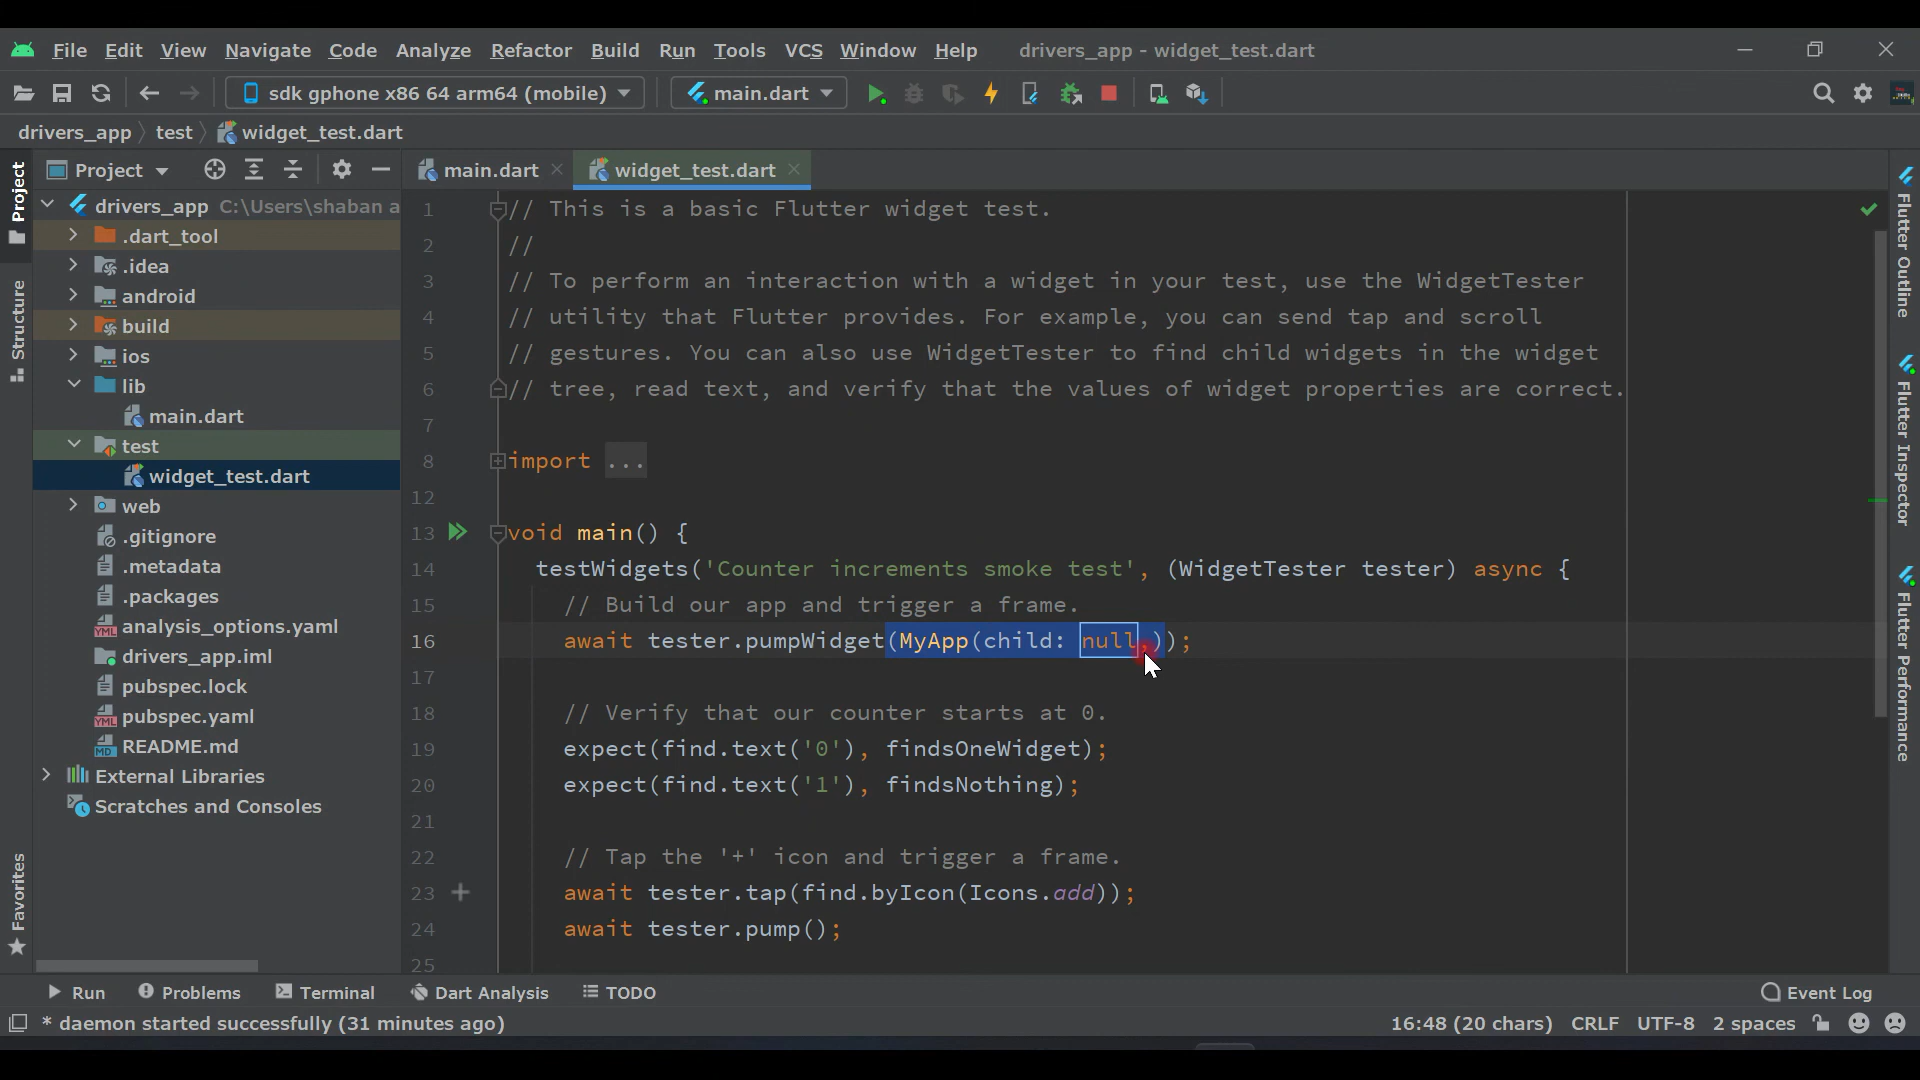 File Edit View Navigate Code Analyze Refactor Build Run Tools VCS Window Help drivers_app - widget_test.dart
sdk gphone x86 64 arm64 (mobile) main.dart
drivers_app test widget_test.dart
Project
main.dart
widget_test.dart
Project
Structure
Favorites
drivers_app C:\Users\shaban a
.dart_tool
.idea
android
build
ios
lib
main.dart
test
widget_test.dart
web
.gitignore
.metadata
.packages
analysis_options.yaml
drivers_app.iml
pubspec.lock
pubspec.yaml
README.md
External Libraries
Scratches and Consoles
1 // This is a basic Flutter widget test.
2 //
3 // To perform an interaction with a widget in your test, use the WidgetTester
4 // utility that Flutter provides. For example, you can send tap and scroll
5 // gestures. You can also use WidgetTester to find child widgets in the widget
6 // tree, read text, and verify that the values of widget properties are correct.
7
8 import ...
12
13 void main() {
14 testWidgets('Counter increments smoke test', (WidgetTester tester) async {
15 // Build our app and trigger a frame.
16 await tester.pumpWidget(MyApp(child: null,));
17
18 // Verify that our counter starts at 0.
19 expect(find.text('0'), findsOneWidget);
20 expect(find.text('1'), findsNothing);
21
22 // Tap the '+' icon and trigger a frame.
23 await tester.tap(find.byIcon(Icons.add));
24 await tester.pump();
25
Flutter Outline
Flutter Inspector
Flutter Performance
Run Problems Terminal Dart Analysis TODO Event Log
* daemon started successfully (31 minutes ago) 16:48 (20 chars) CRLF UTF-8 2 spaces